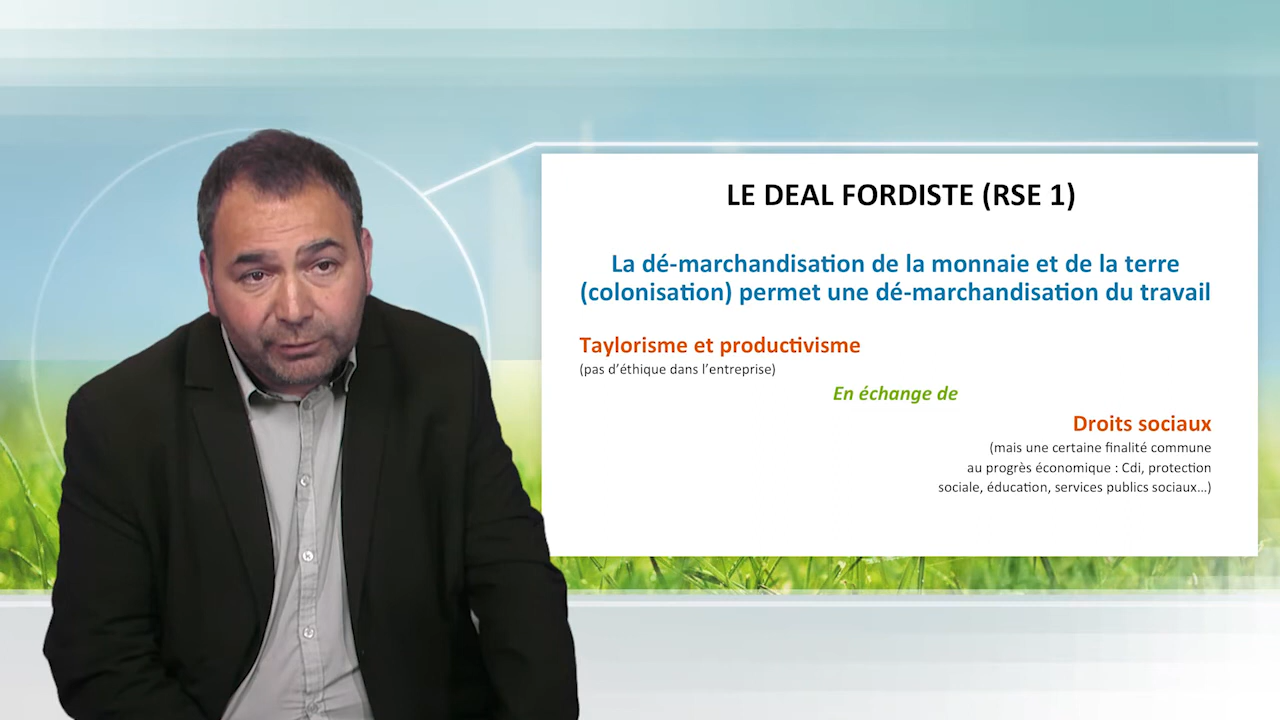 LE DEAL FORDISTE (RSE 1)
La dé-marchandisation de la monnaie et de la terre
(colonisation) permet une dé-marchandisation du travail
Taylorisme et productivisme
(pas d’éthique dans l’entreprise)
En échange de
Droits sociaux
(mais une certaine finalité commune
au progrès économique : Cdi, protection
sociale, éducation, services publics sociaux…)